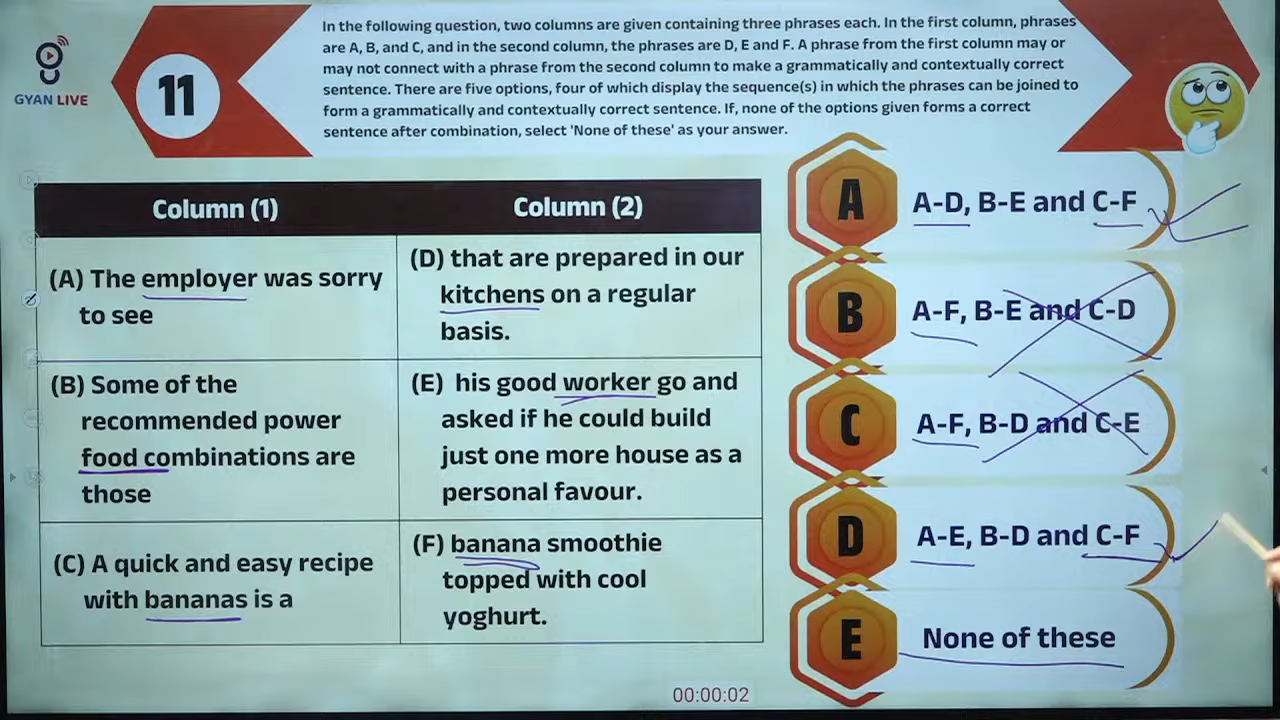 In the following question, two columns are given containing three phrases each. In the first column, phrases
are A, B, and C, and in the second column, the phrases are D, E and F. A phrase from the first column may or
may not connect with a phrase from the second column to make a grammatically and contextually correct
sentence. There are five options, four of which display the sequence(s) in which the phrases can be joined to
form a grammatically and contextually correct sentence. If, none of the options given forms a correct
sentence after combination, select 'None of these' as your answer.
GYAN LIVE
11
Column (1)
Column (2)
(A) The employer was sorry
to see
(D) that are prepared in our
kitchens on a regular
basis.
(B) Some of the
recommended power
food combinations are
those
(E) his good worker go and
asked if he could build
just one more house as a
personal favour.
(C) A quick and easy recipe
with bananas is a
(F) banana smoothie
topped with cool
yoghurt.
A A-D, B-E and C-F
B A-F, B-E and C-D
C A-F, B-D and C-E
D A-E, B-D and C-F
E None of these
00:00:02